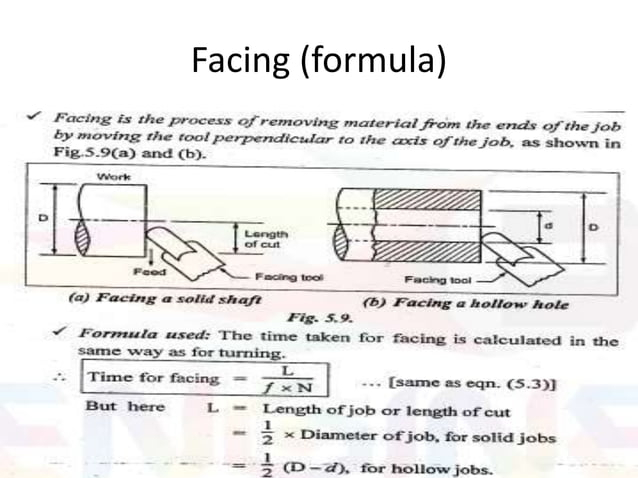 Facing (formula)
✓ Facing is the process of removing material from the ends of the job
by moving the tool perpendicular to the axis of the job, as shown in
Fig.5.9(a) and (b).
Work
D
Length
of cut
Feed
Facing tool
d
D
Facing tool
(a) Facing a solid shaft
(b) Facing a hollow hole
Fig. 5.9.
✓ Formula used: The time taken for facing is calculated in the
same way as for turning.
∴ Time for facing = L / f × N ... [same as eqn. (5.3)]
But here L = Length of job or length of cut
= 1/2 × Diameter of job, for solid jobs
= 1/2 (D – d), for hollow jobs.